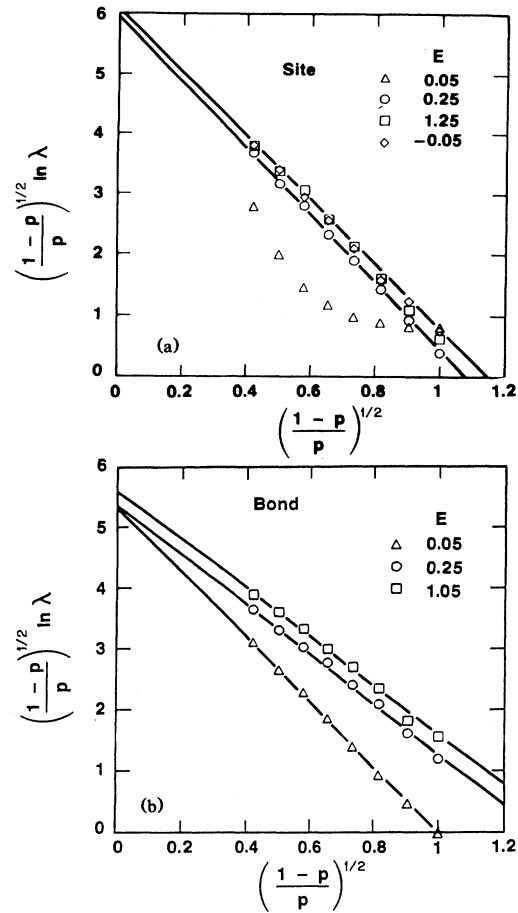 6
5
4
3
2
1
0
((1 − p)/p)^1/2 ln λ
Site
E
△ 0.05
○ 0.25
□ 1.25
◇ −0.05
(a)
0 0.2 0.4 0.6 0.8 1.0 1.2
((1 − p)/p)^1/2
6
5
4
3
2
1
0
((1 − p)/p)^1/2 ln λ
Bond
E
△ 0.05
○ 0.25
□ 1.05
(b)
0 0.2 0.4 0.6 0.8 1.0 1.2
((1 − p)/p)^1/2